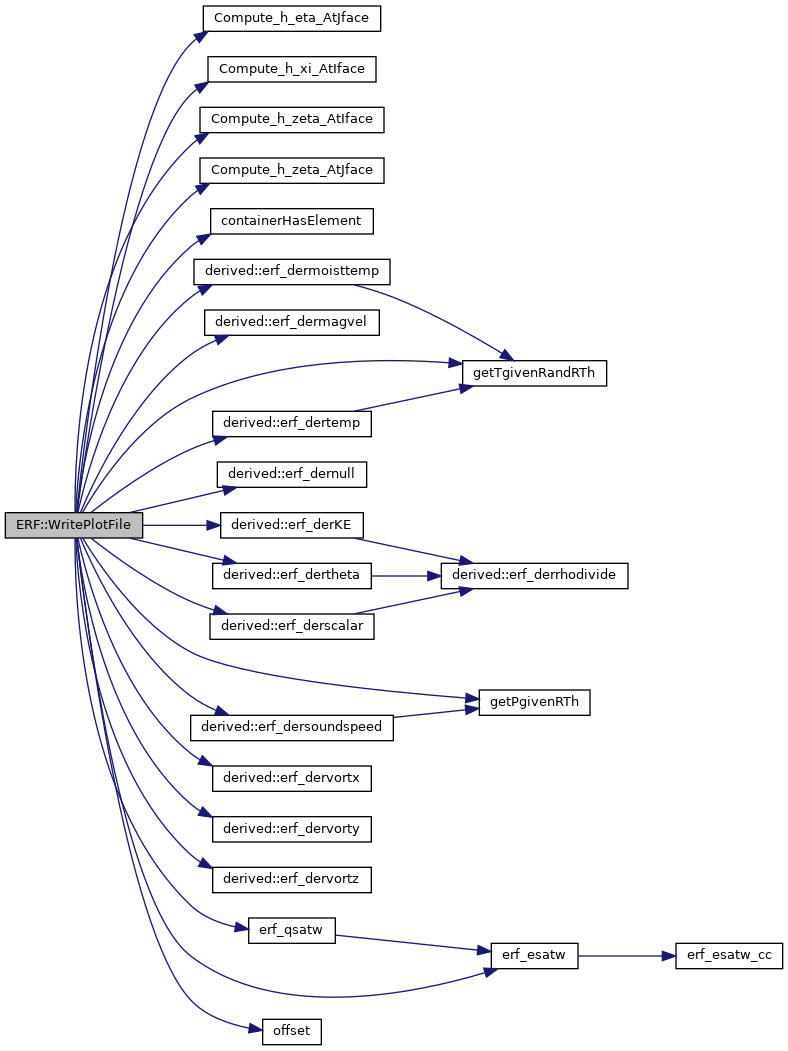 Compute_h_eta_AtJface
Compute_h_xi_AtIface
Compute_h_zeta_AtIface
Compute_h_zeta_AtJface
containerHasElement
derived::erf_dermoisttemp
derived::erf_dermagvel
getTgivenRandRTh
derived::erf_dertemp
derived::erf_dernull
ERF::WritePlotFile
derived::erf_derKE
derived::erf_dertheta
derived::erf_derrhodivide
derived::erf_derscalar
getPgivenRTh
derived::erf_dersoundspeed
derived::erf_dervortx
derived::erf_dervorty
derived::erf_dervortz
erf_qsatw
erf_esatw
erf_esatw_cc
offset